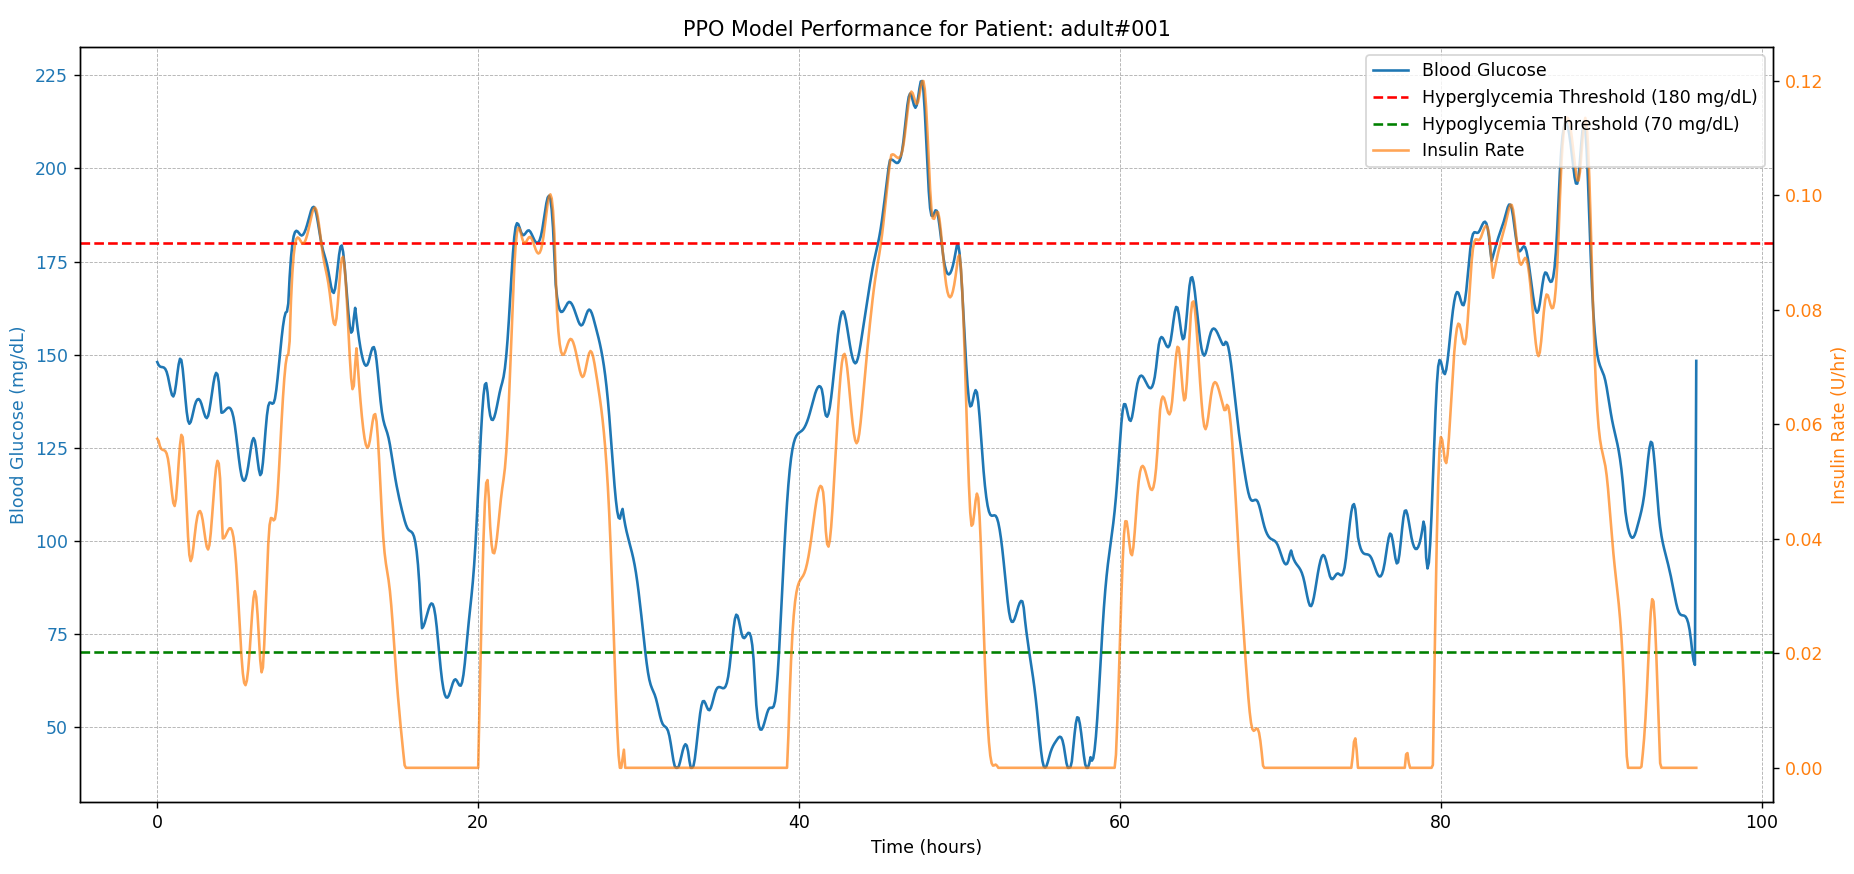 PPO Model Performance for Patient: adult#001
Blood Glucose
Hyperglycemia Threshold (180 mg/dL)
Hypoglycemia Threshold (70 mg/dL)
Insulin Rate
Blood Glucose (mg/dL)
225
200
175
150
125
100
75
50
Insulin Rate (U/hr)
0.12
0.10
0.08
0.06
0.04
0.02
0.00
0 20 40 60 80 100
Time (hours)